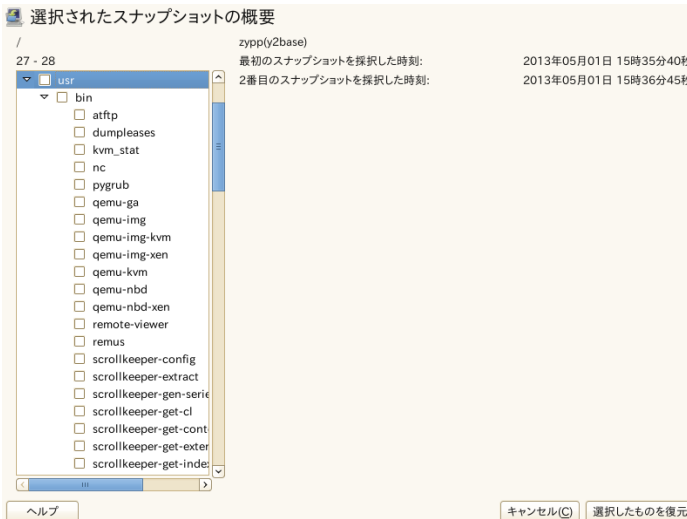 選択されたスナップショットの概要
/
zypp(y2base)
27 - 28
最初のスナップショットを採択した時刻: 2013年05月01日 15時35分40秒
2番目のスナップショットを採択した時刻: 2013年05月01日 15時36分45秒
usr
bin
atftp
dumpleases
kvm_stat
nc
pygrub
qemu-ga
qemu-img
qemu-img-kvm
qemu-img-xen
qemu-kvm
qemu-nbd
qemu-nbd-xen
remote-viewer
remus
scrollkeeper-config
scrollkeeper-extract
scrollkeeper-gen-serie
scrollkeeper-get-cl
scrollkeeper-get-cont
scrollkeeper-get-exter
scrollkeeper-get-inde
ヘルプ
キャンセル(C)
選択したものを復元